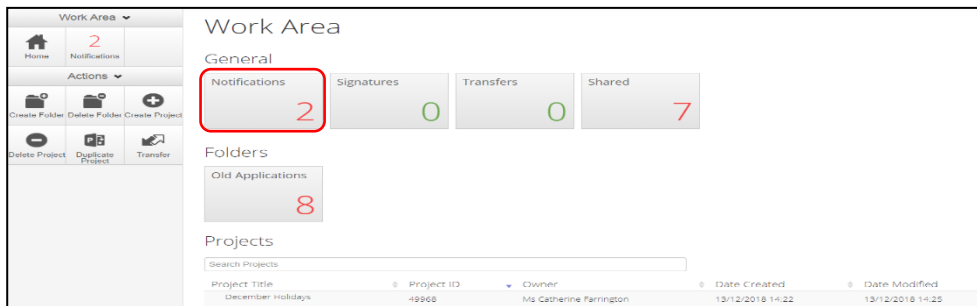 Work Area
2
Home Notifications
Actions
Create Folder Delete Folder Create Project
Delete Project Duplicate Project Transfer
Work Area
General
Notifications Signatures Transfers Shared
2 0 0 7
Folders
Old Applications
8
Projects
Search Projects
Project Title Project ID Owner Date Created Date Modified
December Holidays 49968 Ms Catherine Farrington 13/12/2018 14:22 13/12/2018 14:25